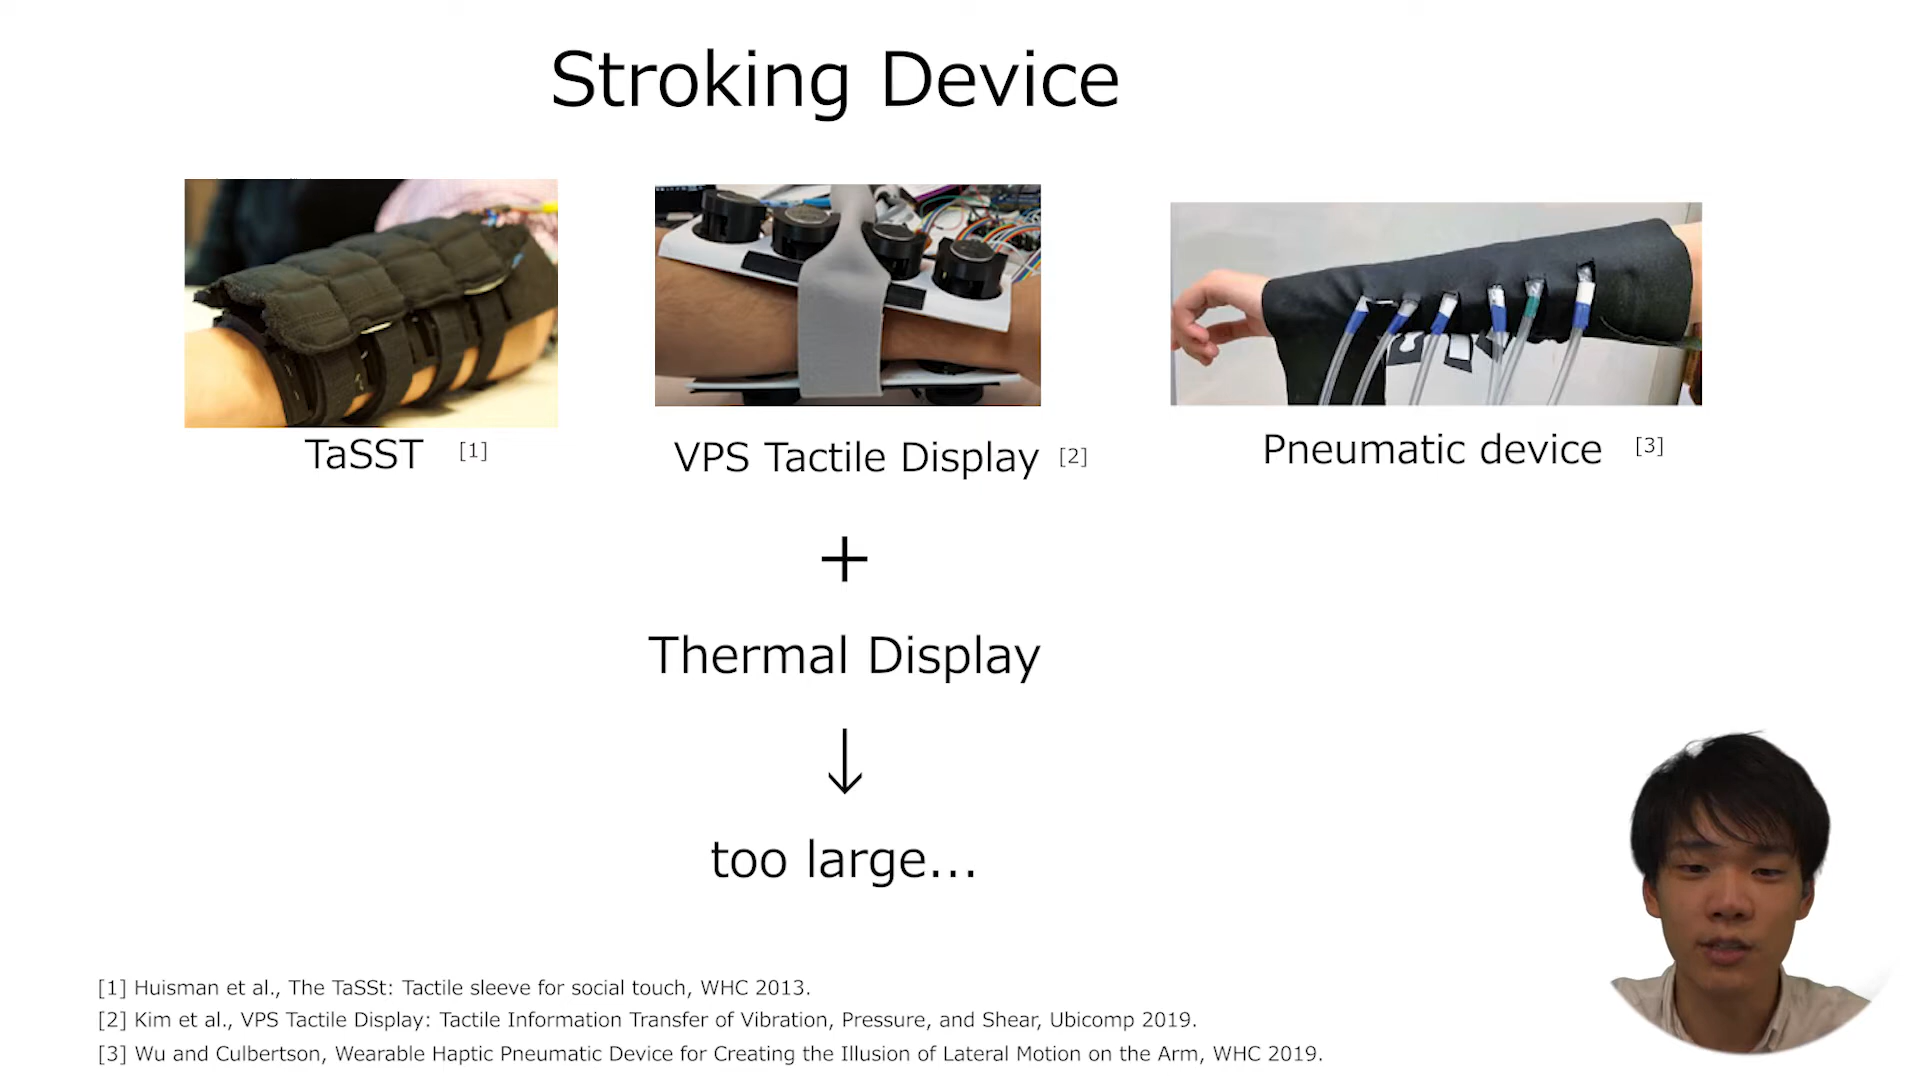 Stroking Device
TaSST [1]
VPS Tactile Display [2]
Pneumatic device [3]
+
Thermal Display
↓
too large...
[1] Huisman et al., The TaSSt: Tactile sleeve for social touch, WHC 2013.
[2] Kim et al., VPS Tactile Display: Tactile Information Transfer of Vibration, Pressure, and Shear, Ubicomp 2019.
[3] Wu and Culbertson, Wearable Haptic Pneumatic Device for Creating the Illusion of Lateral Motion on the Arm, WHC 2019.